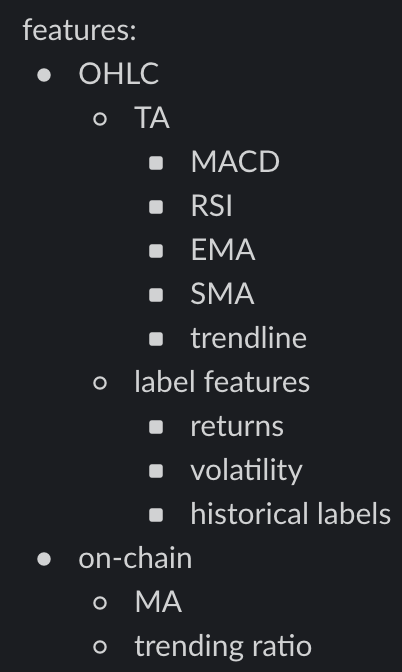 features:
OHLC
TA
MACD
RSI
EMA
SMA
trendline
label features
returns
volatility
historical labels
on-chain
MA
trending ratio